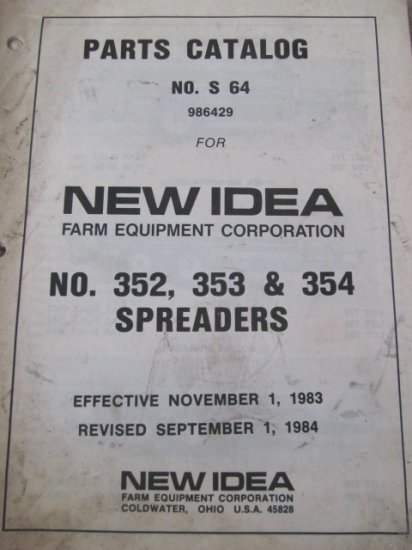 PARTS CATALOG
NO. S 64
986429
FOR
NEW IDEA
FARM EQUIPMENT CORPORATION
NO. 352, 353 & 354
SPREADERS
EFFECTIVE NOVEMBER 1, 1983
REVISED SEPTEMBER 1, 1984
NEW IDEA
FARM EQUIPMENT CORPORATION
COLDWATER, OHIO U.S.A. 45828